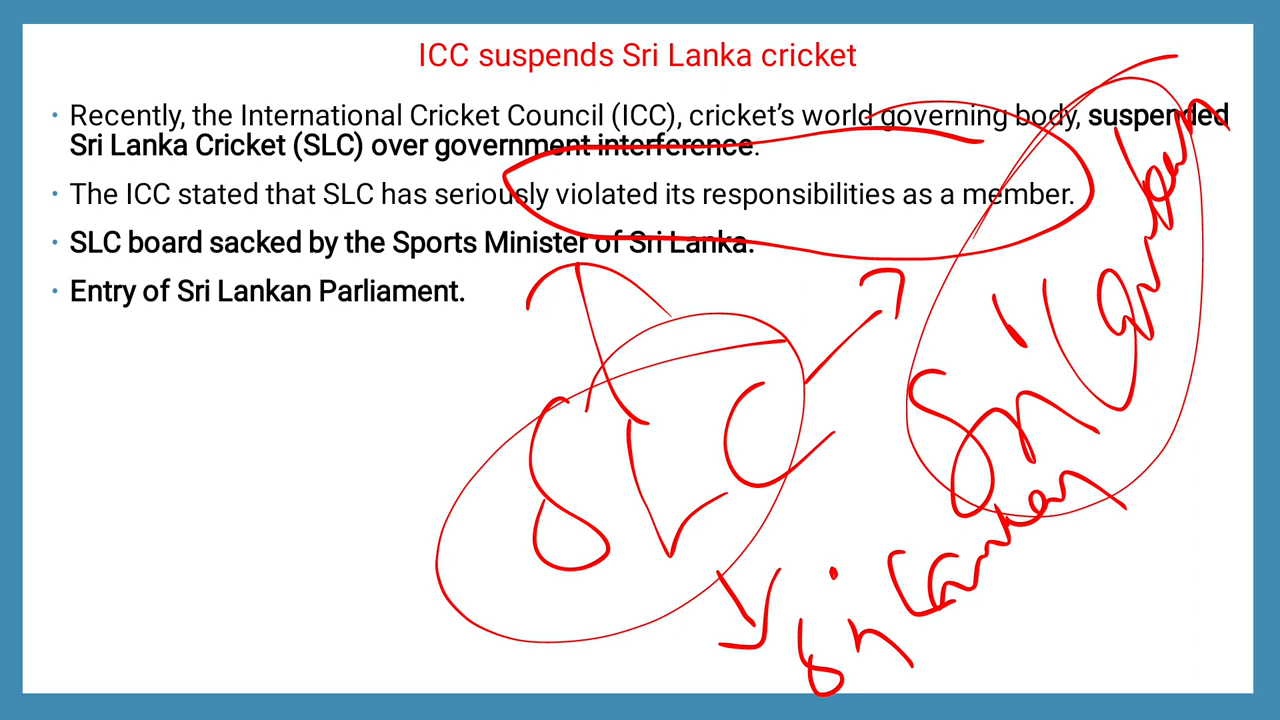 ICC suspends Sri Lanka cricket
• Recently, the International Cricket Council (ICC), cricket’s world governing body, suspended
Sri Lanka Cricket (SLC) over government interference.
• The ICC stated that SLC has seriously violated its responsibilities as a member.
• SLC board sacked by the Sports Minister of Sri Lanka.
• Entry of Sri Lankan Parliament.
SLC
Sri Lankan
Sri Lankan